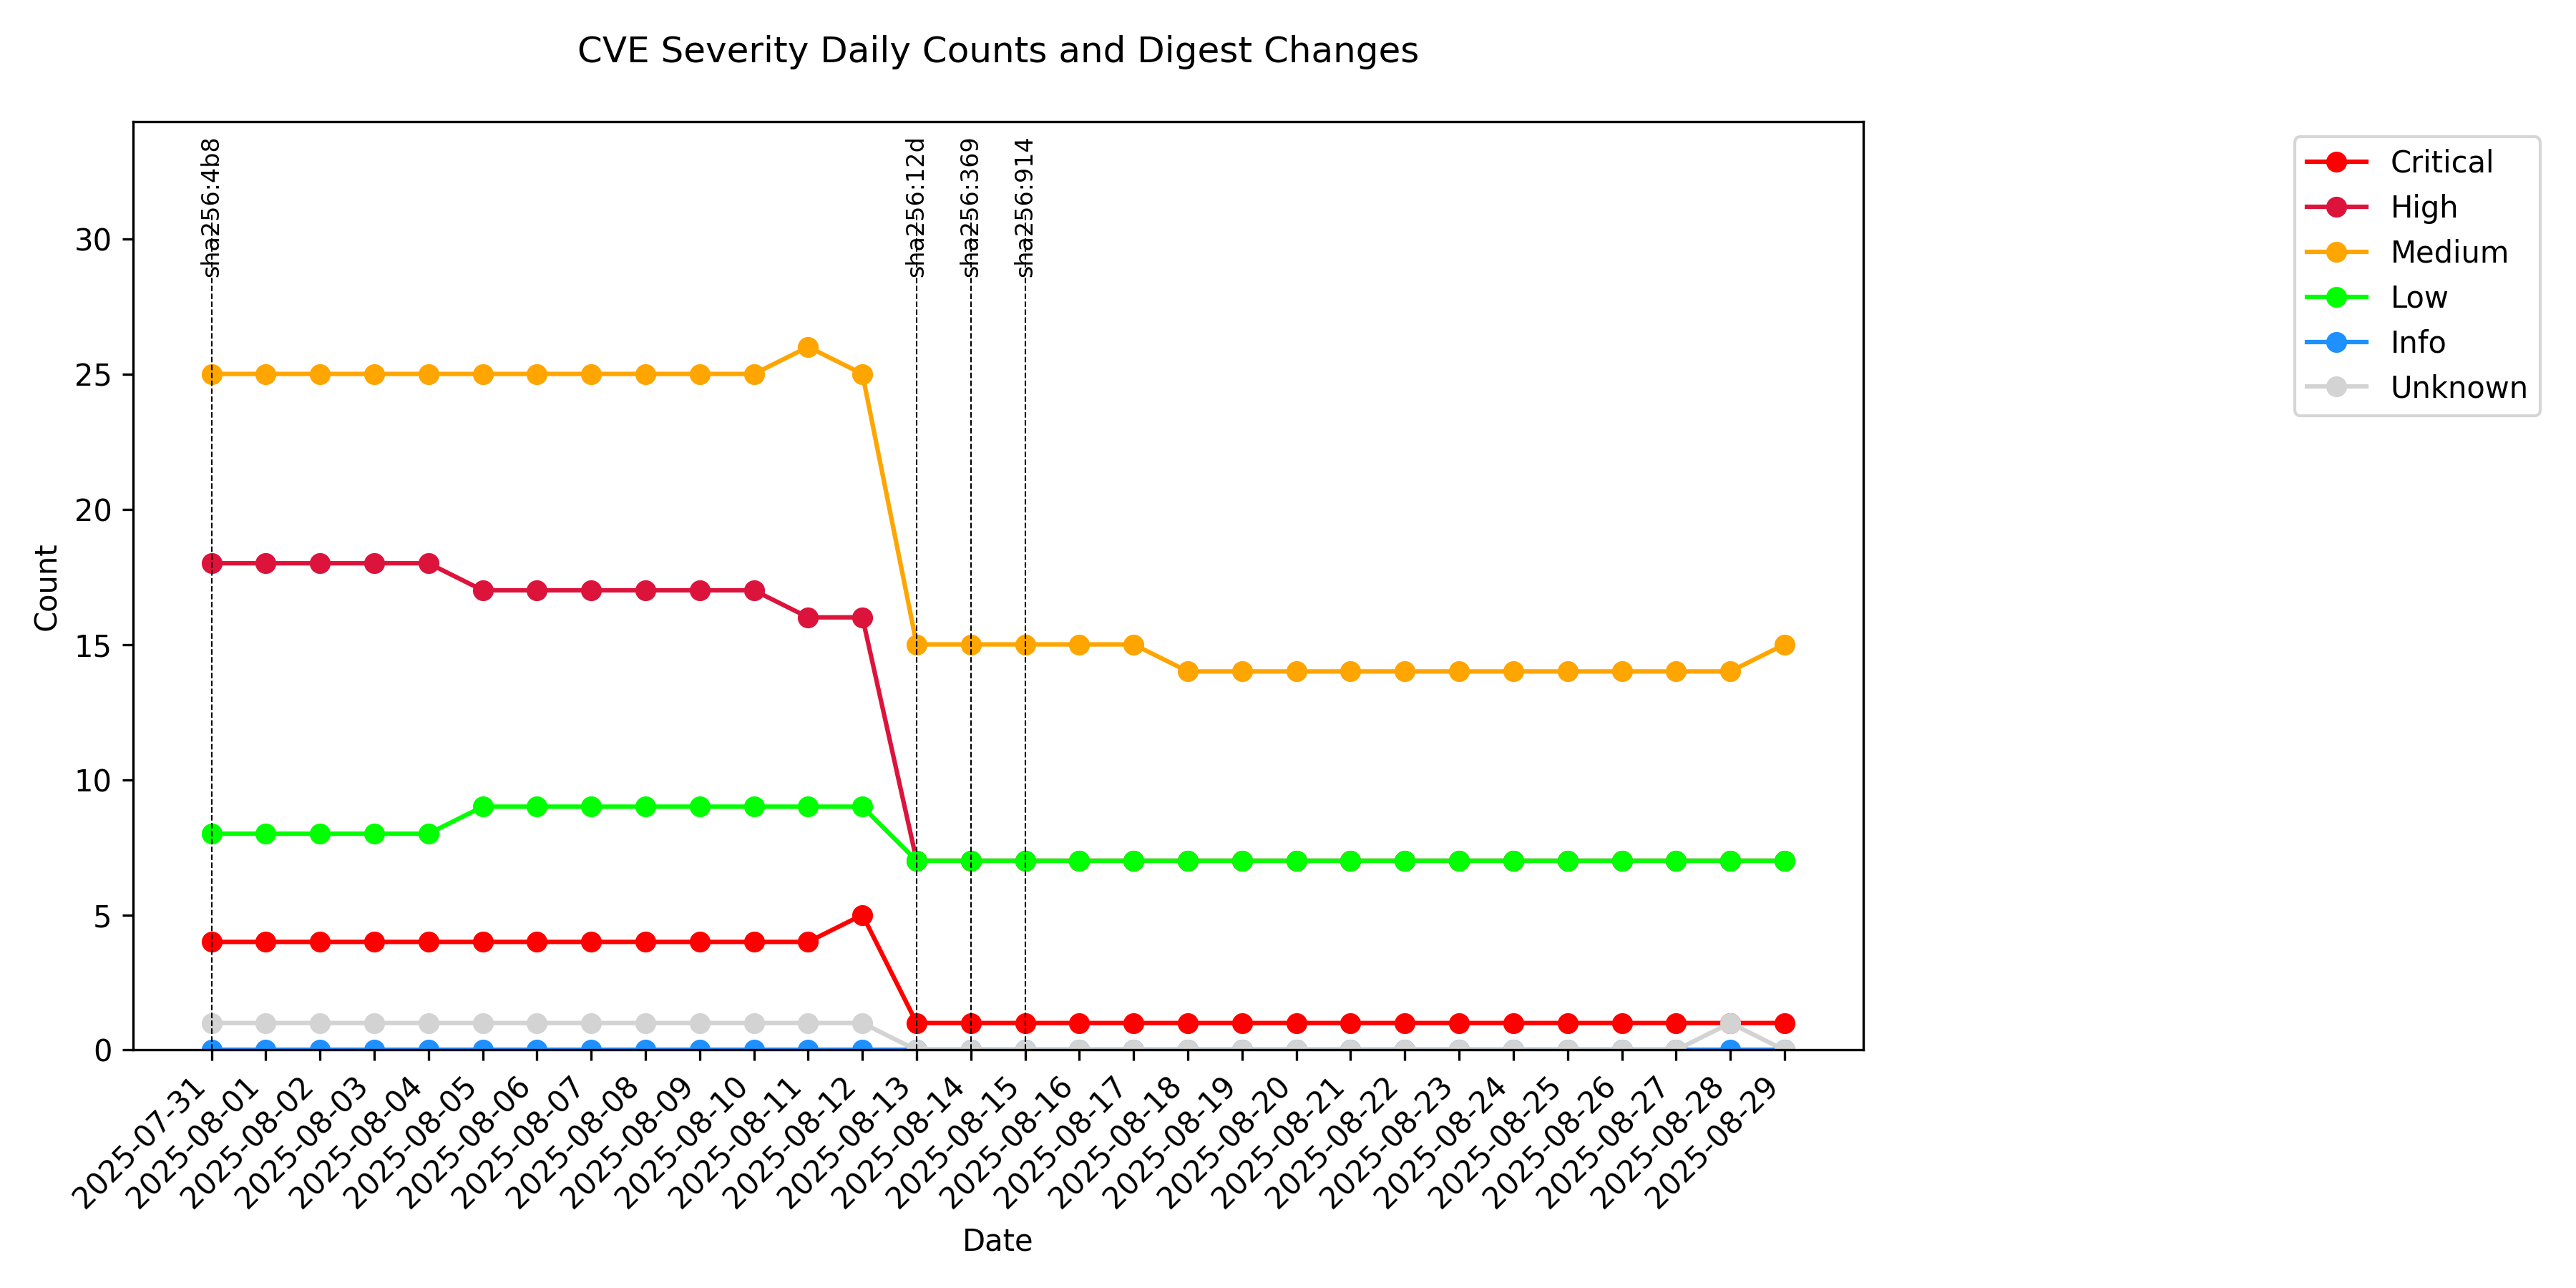 CVE Severity Daily Counts and Digest Changes
sha256:4b8
sha256:12d
sha256:369
sha256:914
Critical
High
Medium
Low
Info
Unknown
Count
30
25
20
15
10
5
0
2025-07-31
2025-08-01
2025-08-02
2025-08-03
2025-08-04
2025-08-05
2025-08-06
2025-08-07
2025-08-08
2025-08-09
2025-08-10
2025-08-11
2025-08-12
2025-08-13
2025-08-14
2025-08-15
2025-08-16
2025-08-17
2025-08-18
2025-08-19
2025-08-20
2025-08-21
2025-08-22
2025-08-23
2025-08-24
2025-08-25
2025-08-26
2025-08-27
2025-08-28
2025-08-29
Date